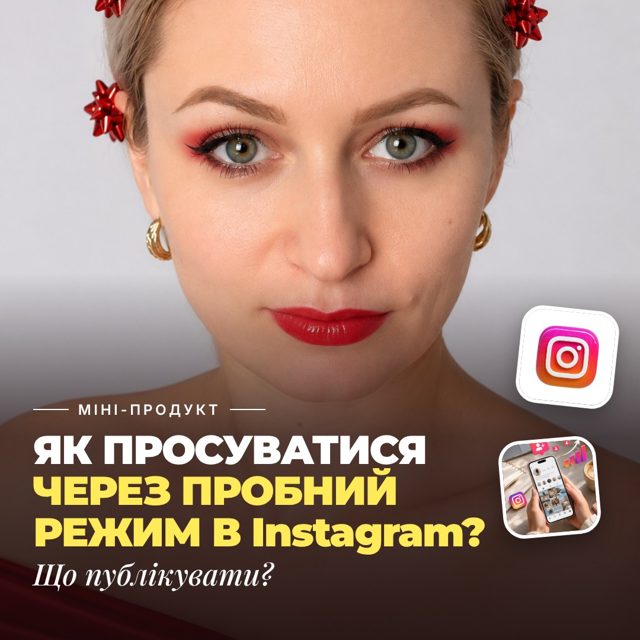 МІНІ-ПРОДУКТ
ЯК ПРОСУВАТИСЯ
ЧЕРЕЗ ПРОБНИЙ
РЕЖИМ В Instagram?
Що публікувати?